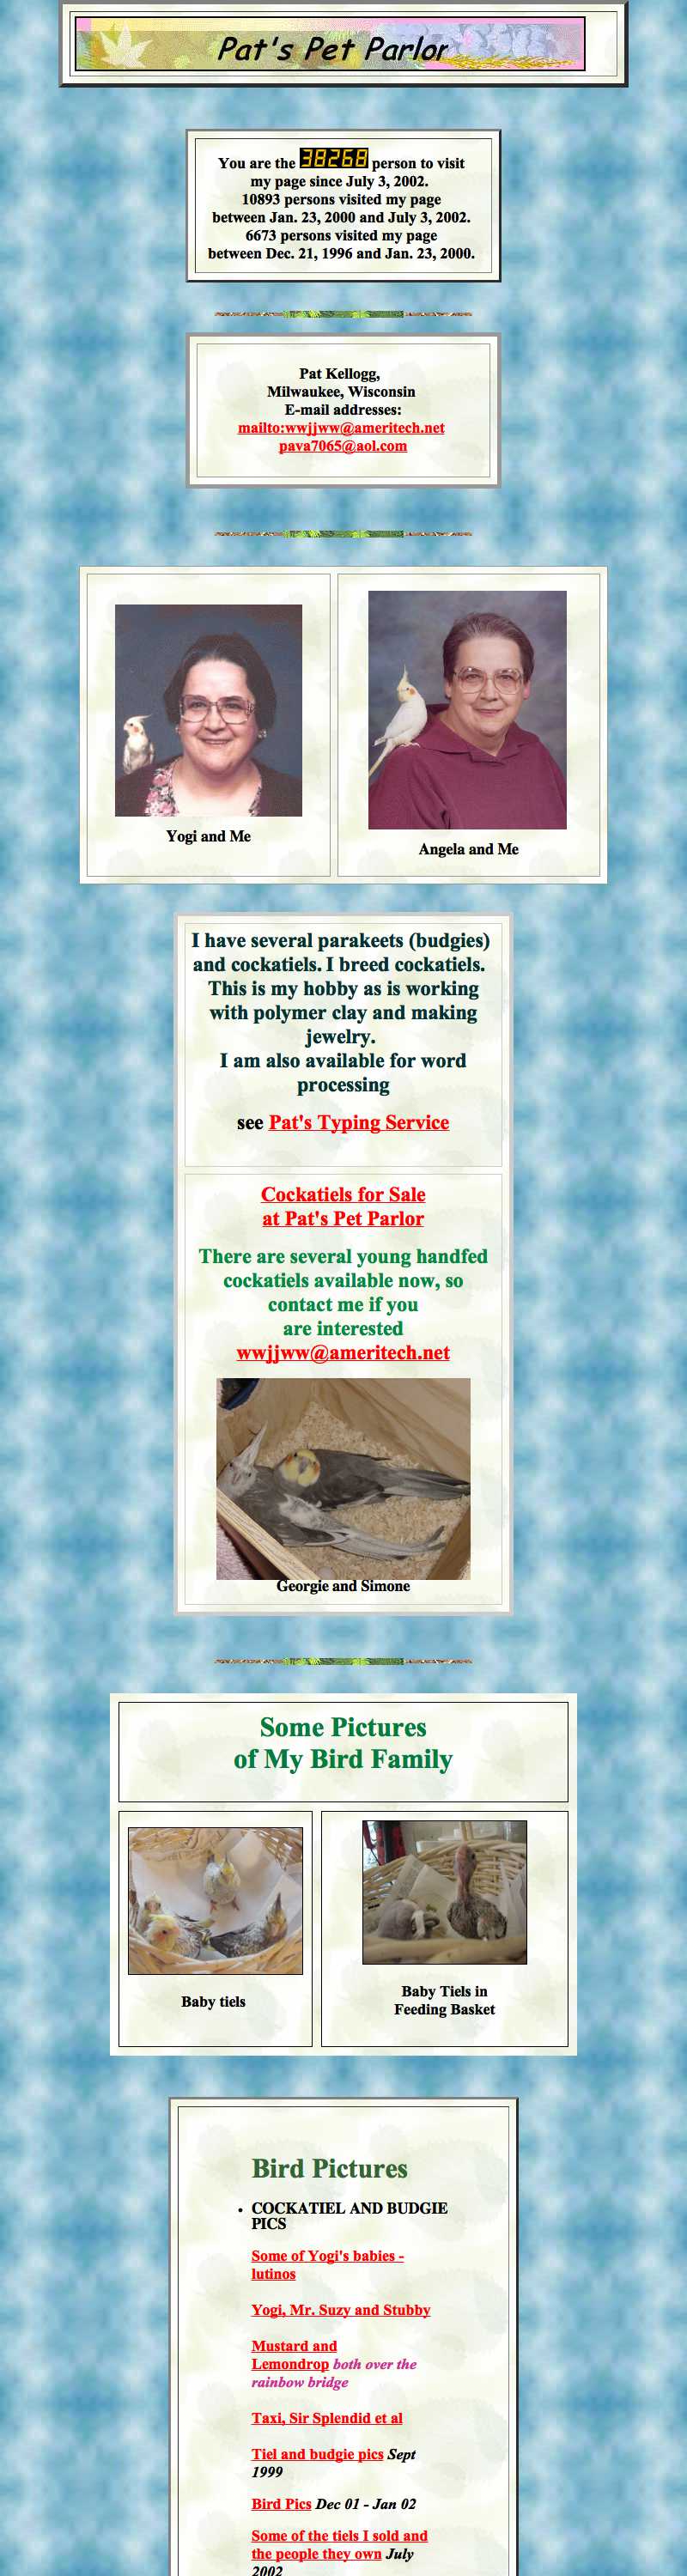 Pat's Pet Parlor
You are the 38268 person to visit
my page since July 3, 2002.
10893 persons visited my page
between Jan. 23, 2000 and July 3, 2002.
6673 persons visited my page
between Dec. 21, 1996 and Jan. 23, 2000.
Pat Kellogg,
Milwaukee, Wisconsin
E-mail addresses:
mailto:wwjjww@ameritech.net
pava7065@aol.com
Yogi and Me
Angela and Me
I have several parakeets (budgies)
and cockatiels. I breed cockatiels.
This is my hobby as is working
with polymer clay and making
jewelry.
I am also available for word
processing
see Pat's Typing Service
Cockatiels for Sale
at Pat's Pet Parlor
There are several young handfed
cockatiels available now, so
contact me if you
are interested
wwjjww@ameritech.net
Georgie and Simone
Some Pictures
of My Bird Family
Baby tiels
Baby Tiels in
Feeding Basket
Bird Pictures
• COCKATIEL AND BUDGIE
PICS
Some of Yogi's babies -
lutinos
Yogi, Mr. Suzy and Stubby
Mustard and
Lemondrop both over the
rainbow bridge
Taxi, Sir Splendid et al
Tiel and budgie pics Sept
1999
Bird Pics Dec 01 - Jan 02
Some of the tiels I sold and
the people they own July
2002